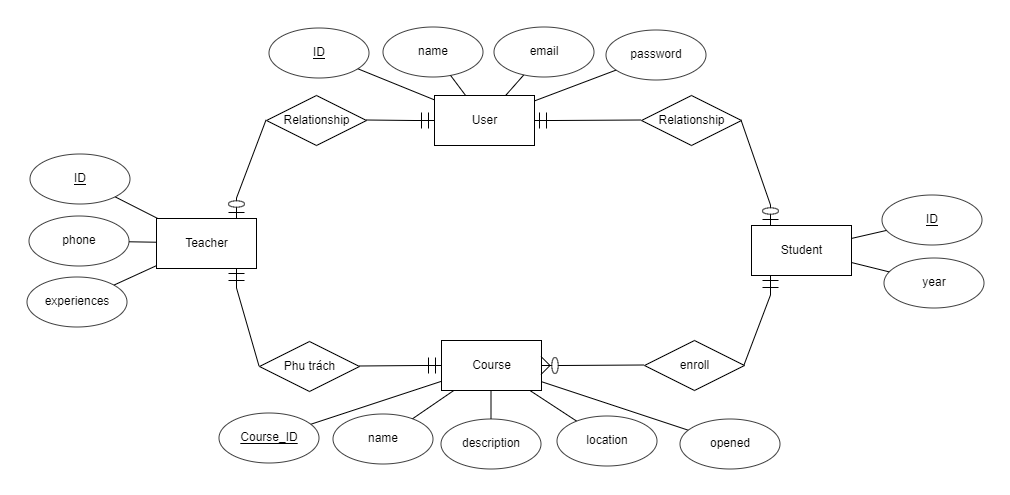 ID
name
email
password
Relationship
User
Relationship
ID
phone
experiences
Teacher
Student
ID
year
Phu trách
Course
enroll
Course_ID
name
description
location
opened